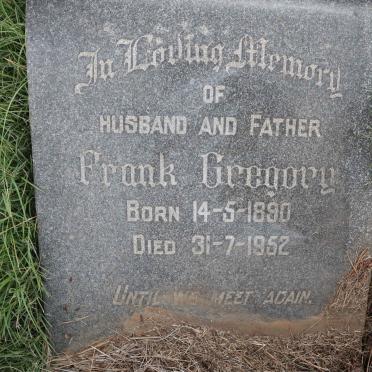 In Loving Memory
OF
HUSBAND AND FATHER
Frank Gregory
BORN 14-5-1890
DIED 31-7-1952
UNTIL WE MEET AGAIN.